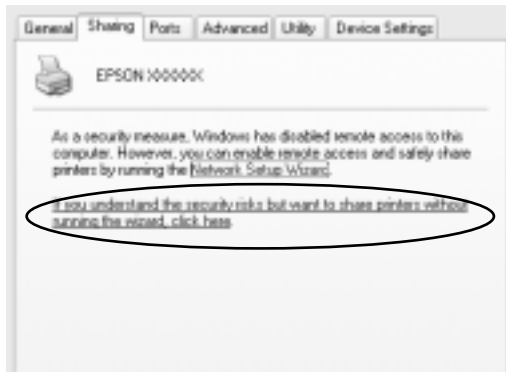 General Sharing Ports Advanced Utility Device Settings
EPSON XXXXXX
As a security measure, Windows has disabled remote access to this
computer. However, you can enable remote access and safely share
printers by running the Network Setup Wizard.
If you understand the security risks but want to share printers without
running the wizard, click here.